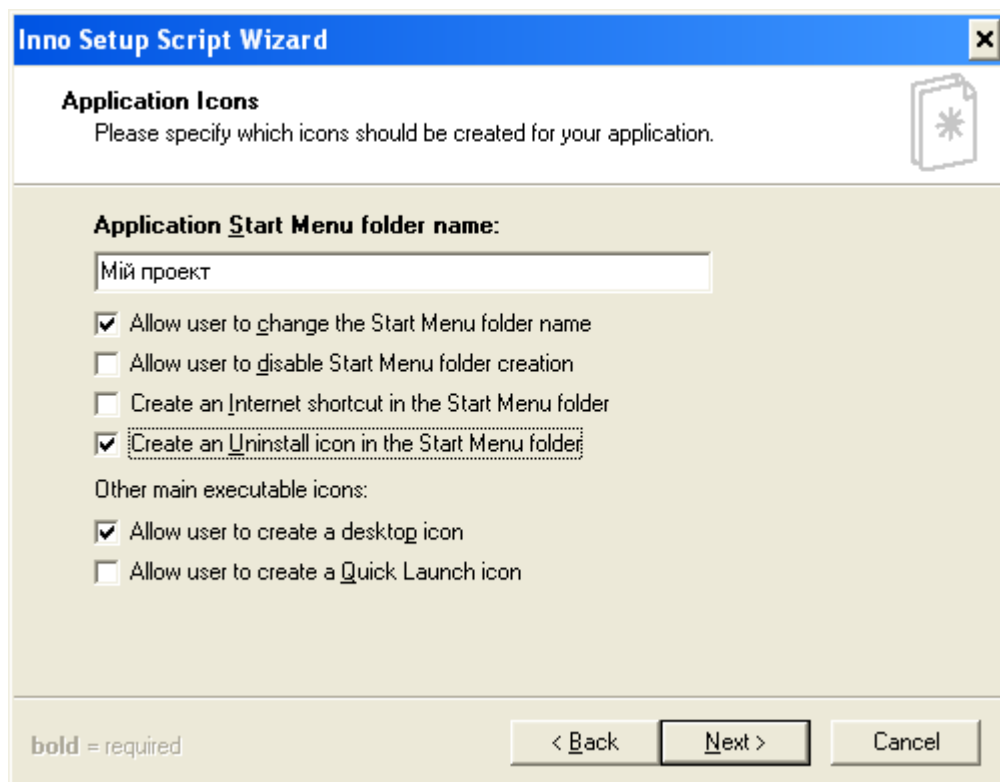 Inno Setup Script Wizard
Application Icons
Please specify which icons should be created for your application.
Application Start Menu folder name:
Мій проект
Allow user to change the Start Menu folder name
Allow user to disable Start Menu folder creation
Create an Internet shortcut in the Start Menu folder
Create an Uninstall icon in the Start Menu folder
Other main executable icons:
Allow user to create a desktop icon
Allow user to create a Quick Launch icon
bold = required
< Back
Next >
Cancel